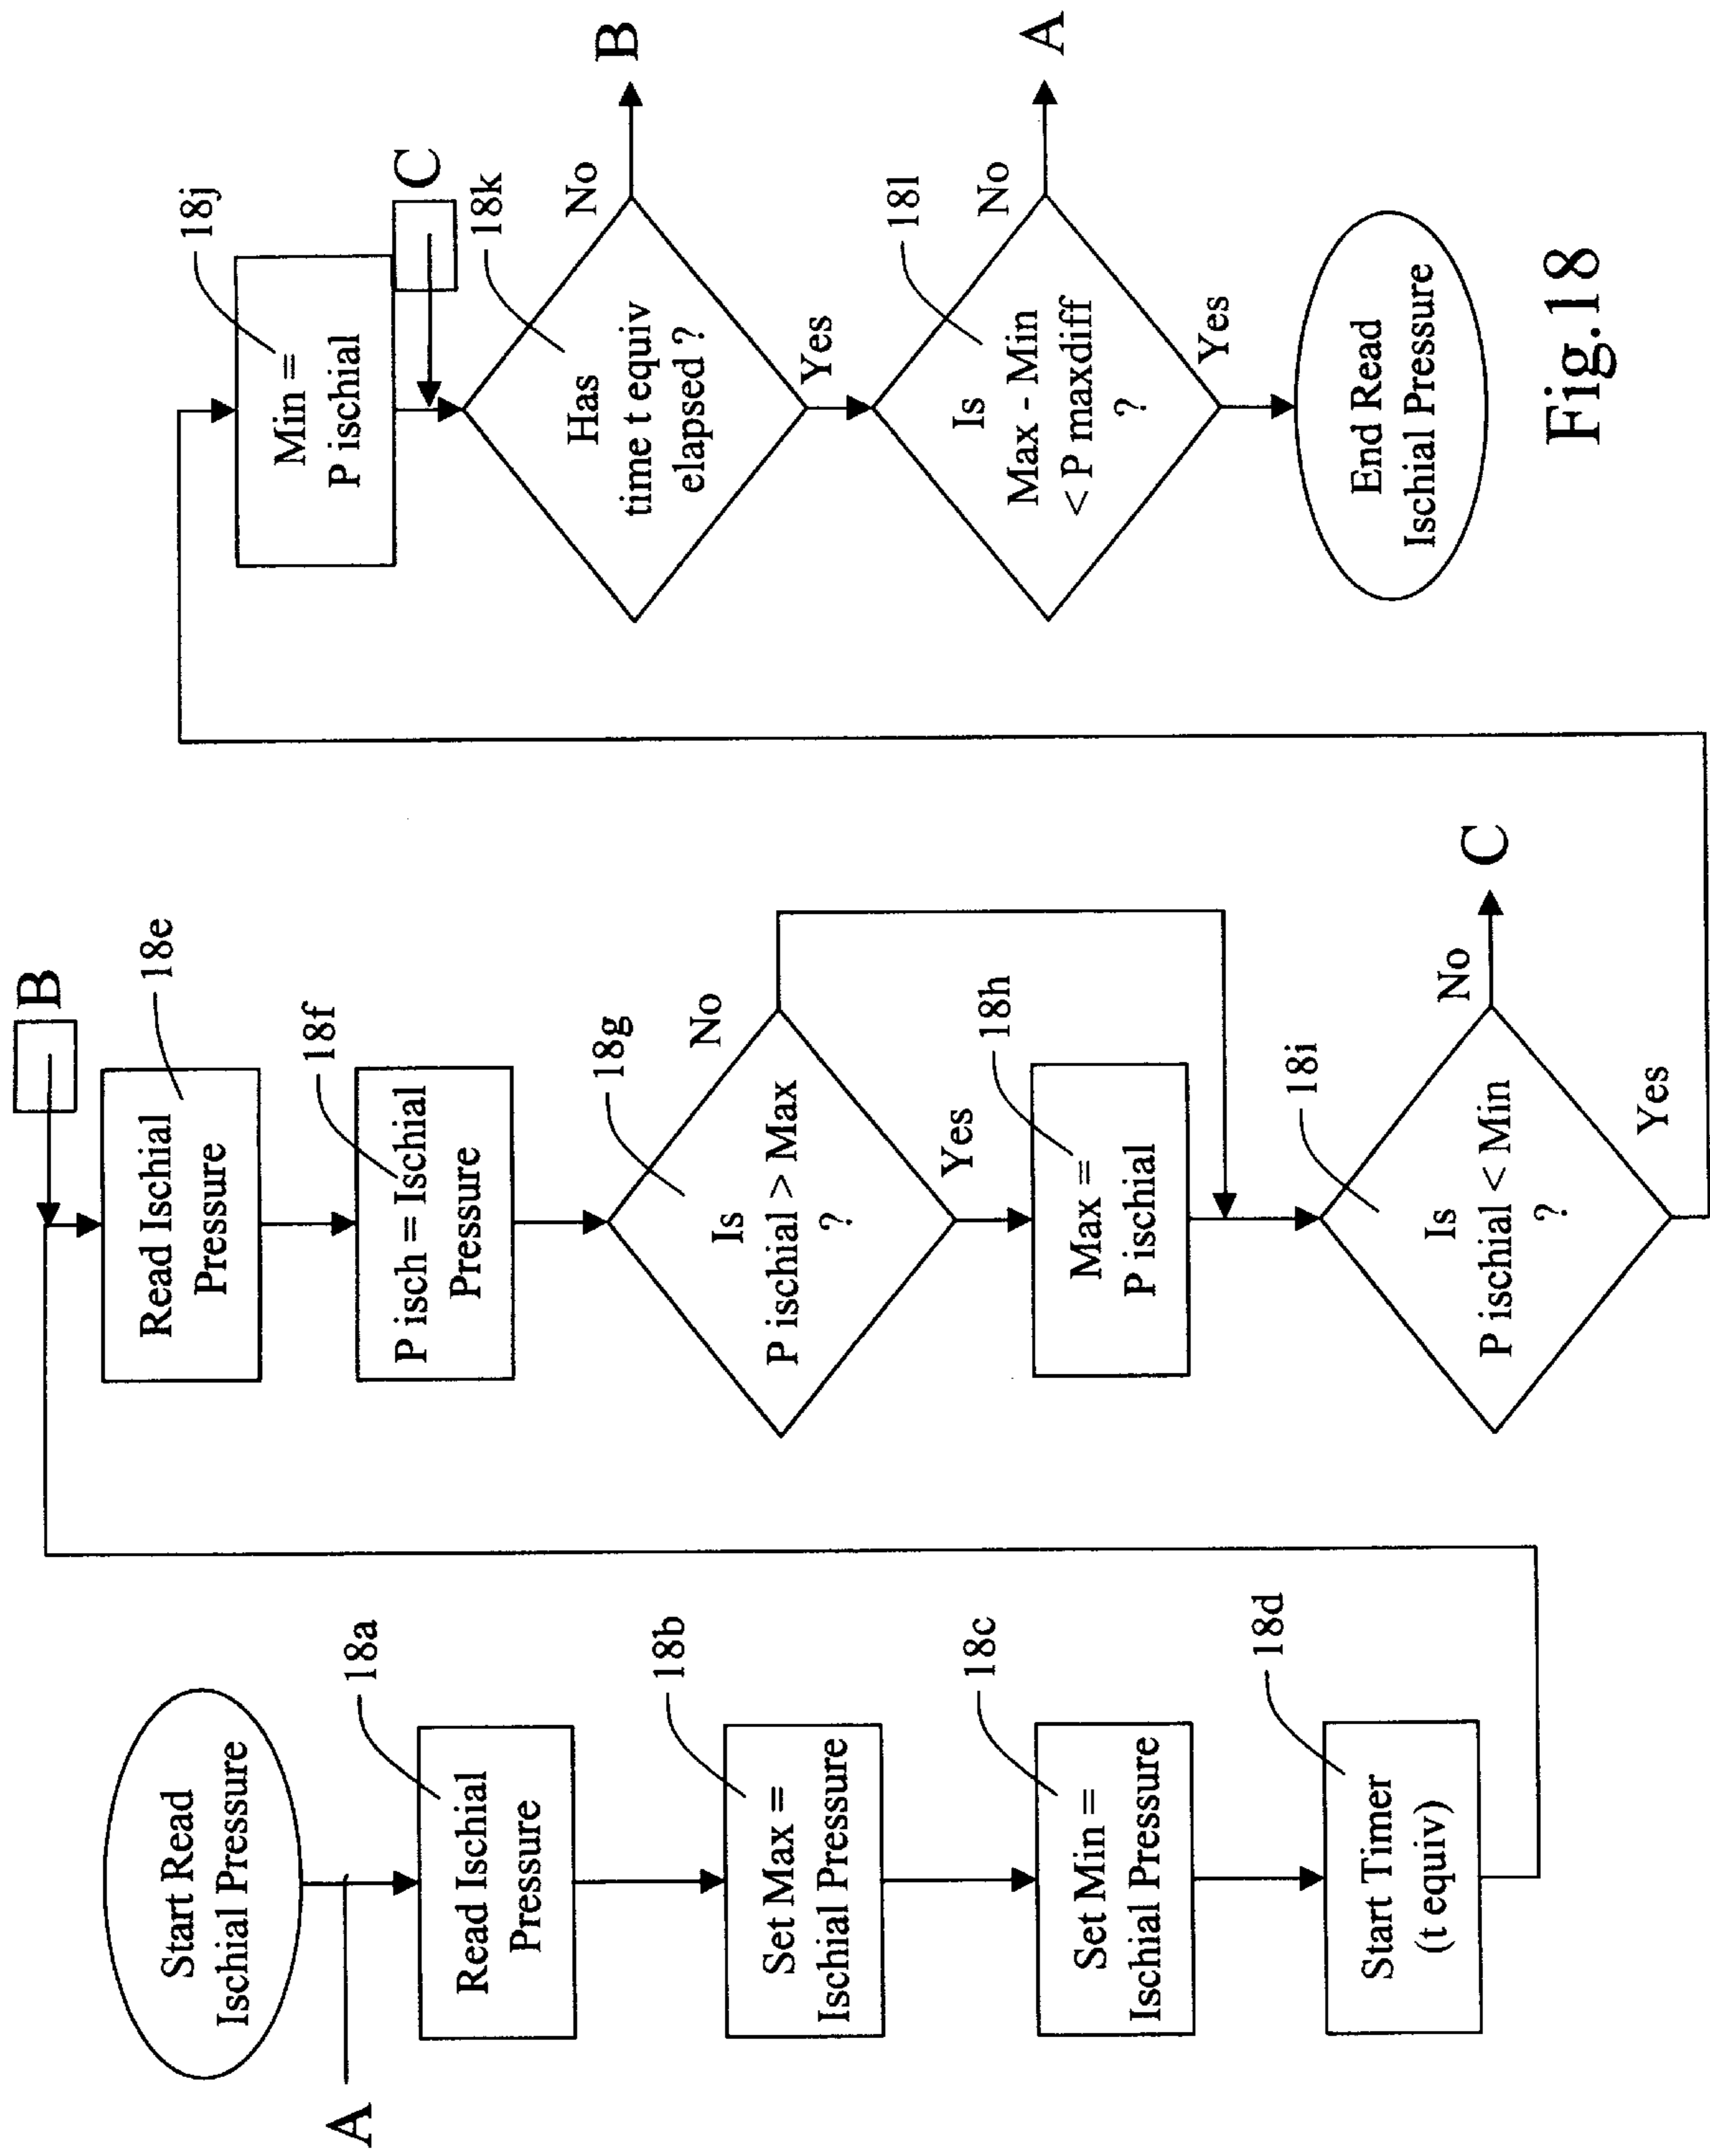 Start Read
Ischial Pressure
A
18a
Read Ischial
Pressure
18b
Set Max =
Ischial Pressure
18c
Set Min =
Ischial Pressure
18d
Start Timer
(t equiv)
B
18e
Read Ischial
Pressure
18f
P isch = Ischial
Pressure
18g
Is
P ischial > Max
?
No
Yes
18h
Max =
P ischial
18i
Is
P ischial < Min
?
No
C
Yes
18j
Min =
P ischial
C
18k
Has
time t equiv
elapsed ?
No
B
Yes
18l
Is
Max - Min
< P maxdiff
?
No
A
Yes
End Read
Ischial Pressure
Fig.18